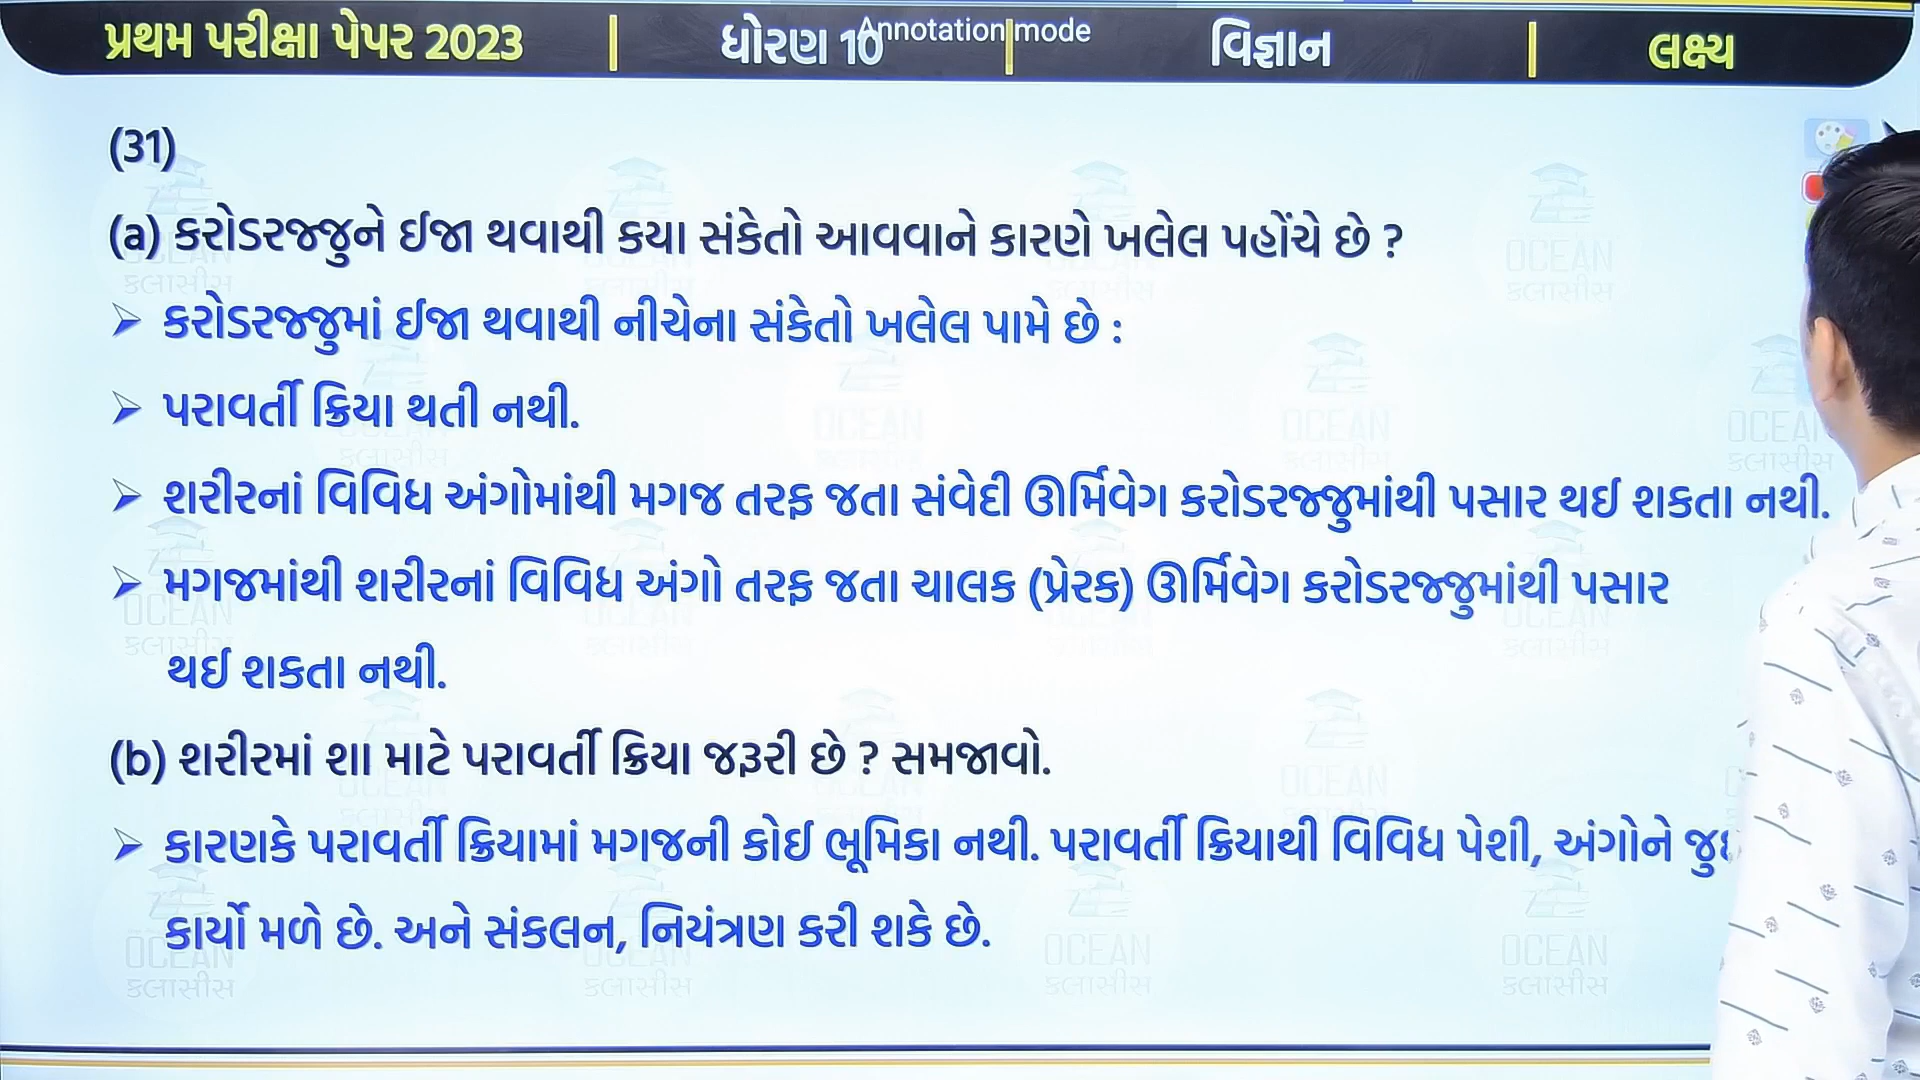 પ્રથમ પરીક્ષા પેપર 2023 | ધોરણ 10 | વિજ્ઞાન | લક્ષ્ય
Annotation mode
(31)
(a) કરોડરજ્જુને ઈજા થવાથી કયા સંકેતો આવવાને કારણે ખલેલ પહોંચે છે ?
➢ કરોડરજ્જુમાં ઈજા થવાથી નીચેના સંકેતો ખલેલ પામે છે :
➢ પરાવર્તી ક્રિયા થતી નથી.
➢ શરીરનાં વિવિધ અંગોમાંથી મગજ તરફ જતા સંવેદી ઊર્મિવેગ કરોડરજ્જુમાંથી પસાર થઈ શકતા નથી.
➢ મગજમાંથી શરીરનાં વિવિધ અંગો તરફ જતા ચાલક (પ્રેરક) ઊર્મિવેગ કરોડરજ્જુમાંથી પસાર
થઈ શકતા નથી.
(b) શરીરમાં શા માટે પરાવર્તી ક્રિયા જરૂરી છે ? સમજાવો.
➢ કારણકે પરાવર્તી ક્રિયામાં મગજની કોઈ ભૂમિકા નથી. પરાવર્તી ક્રિયાથી વિવિધ પેશી, અંગોને
કાર્યો મળે છે. અને સંકલન, નિયંત્રણ કરી શકે છે.
OCEAN
ક્લાસીસ